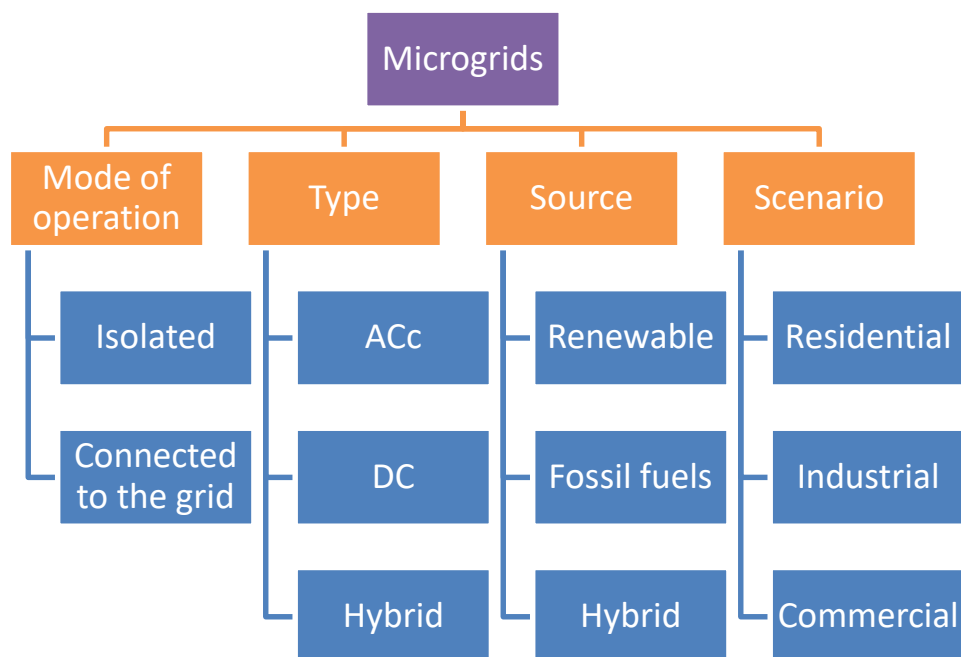 Microgrids
Mode of
operation
Type
Source
Scenario
Isolated
ACc
Renewable
Residential
Connected
to the grid
DC
Fossil fuels
Industrial
Hybrid
Hybrid
Commercial